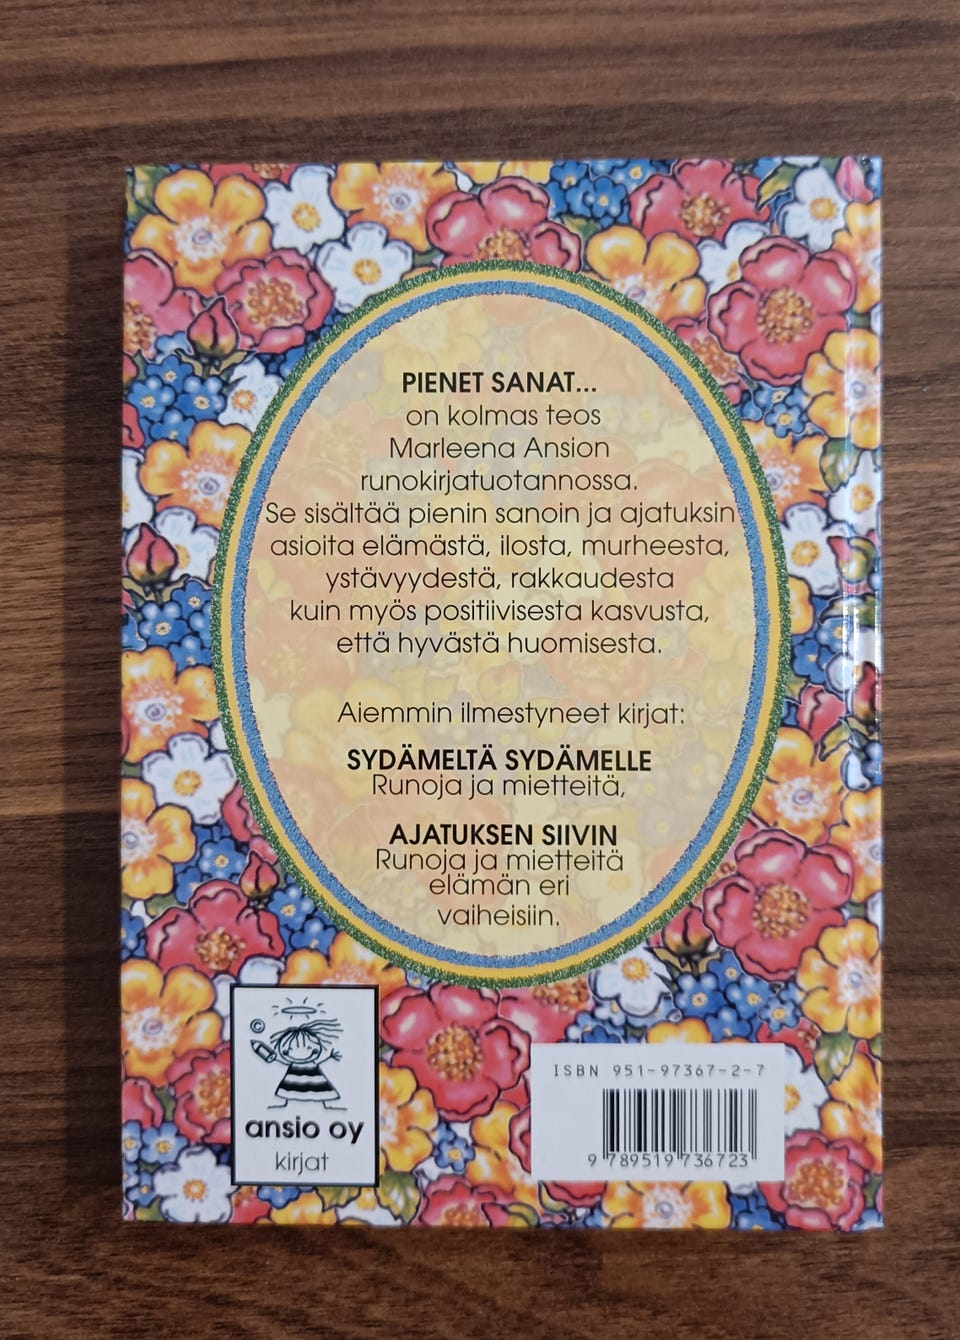 PIENET SANAT...
on kolmas teos
Marleena Ansion
runokirjatuotannossa.
Se sisältää pienin sanoin ja ajatuksin
asioita elämästä, ilosta, murheesta,
ystävyydestä, rakkaudesta
kuin myös positiivisesta kasvusta,
että hyvästä huomisesta.
Aiemmin ilmestyneet kirjat:
SYDÄMELTÄ SYDÄMELLE
Runoja ja mietteitä,
AJATUKSEN SIIVIN
Runoja ja mietteitä
elämän eri
vaiheisiin.
©
ansio oy
kirjat
ISBN 951-97367-2-7
9 789519 736723